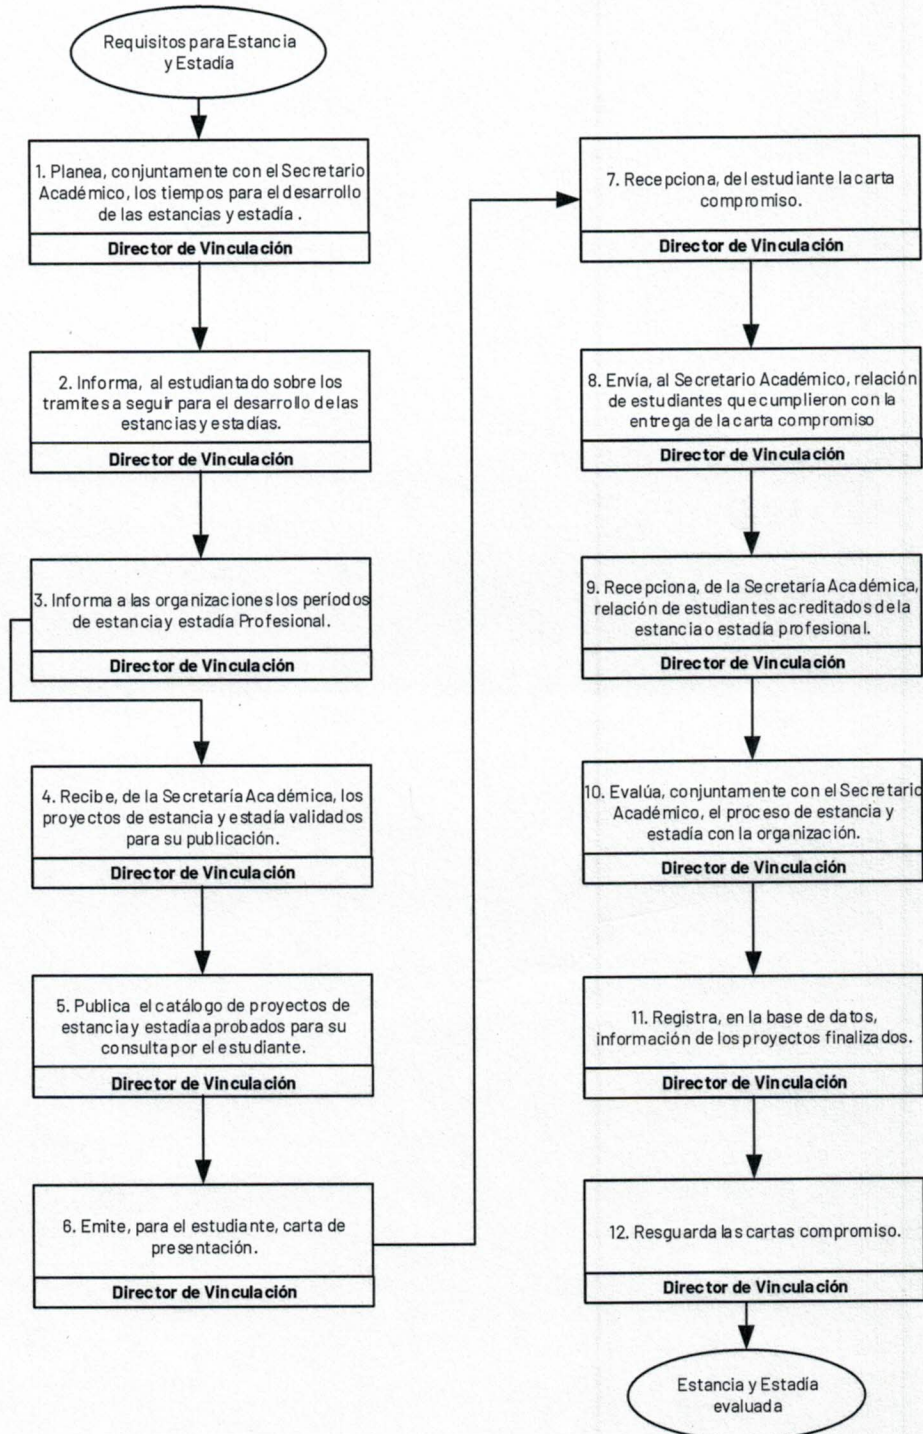 Requisitos para Estancia
y Estadía
1. Planea, conjuntamente con el Secretario
Académico, los tiempos para el desarrollo
de las estancias y estadía .
Director de Vinculación
2. Informa, al estudiantado sobre los
tramites a seguir para el desarrollo de las
estancias y estadías.
Director de Vinculación
3. Informa a las organizaciones los períodos
de estancia y estadía Profesional.
Director de Vinculación
4. Recibe, de la Secretaría Académica, los
proyectos de estancia y estadía validados
para su publicación.
Director de Vinculación
5. Publica el catálogo de proyectos de
estancia y estadía aprobados para su
consulta por el estudiante.
Director de Vinculación
6. Emite, para el estudiante, carta de
presentación.
Director de Vinculación
7. Recepciona, del estudiante la carta
compromiso.
Director de Vinculación
8. Envía, al Secretario Académico, relación
de estudiantes que cumplieron con la
entrega de la carta compromiso
Director de Vinculación
9. Recepciona, de la Secretaría Académica,
relación de estudiantes acreditados de la
estancia o estadía profesional.
Director de Vinculación
10. Evalúa, conjuntamente con el Secretario
Académico, el proceso de estancia y
estadía con la organización.
Director de Vinculación
11. Registra, en la base de datos,
información de los proyectos finalizados.
Director de Vinculación
12. Resguarda las cartas compromiso.
Director de Vinculación
Estancia y Estadía
evaluada